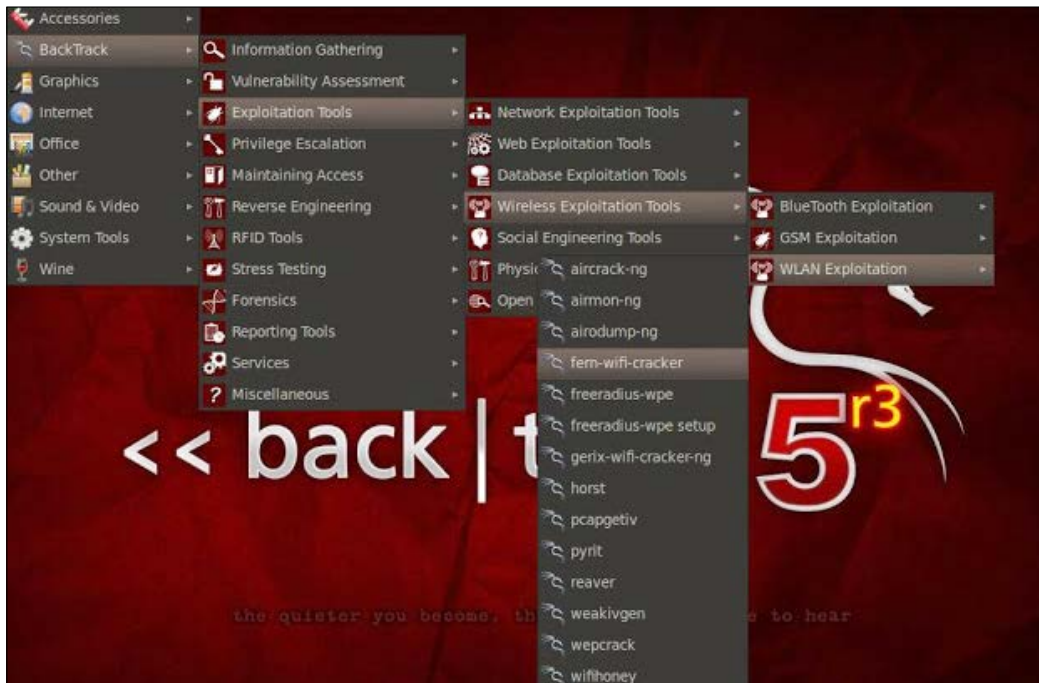 Accessories
BackTrack
Graphics
Internet
Office
Other
Sound & Video
System Tools
Wine
Information Gathering
Vulnerability Assessment
Exploitation Tools
Privilege Escalation
Maintaining Access
Reverse Engineering
RFID Tools
Stress Testing
Forensics
Reporting Tools
Services
Miscellaneous
Network Exploitation Tools
Web Exploitation Tools
Database Exploitation Tools
Wireless Exploitation Tools
Social Engineering Tools
Physic
Open
BlueTooth Exploitation
GSM Exploitation
WLAN Exploitation
aircrack-ng
airmon-ng
airodump-ng
fern-wifi-cracker
freeradius-wpe
freeradius-wpe setup
gerix-wifi-cracker-ng
horst
pcapgetiv
pyrit
reaver
weakivgen
wepcrack
wifihoney
<< back | t 5 r3
the quieter you become, th e to hear